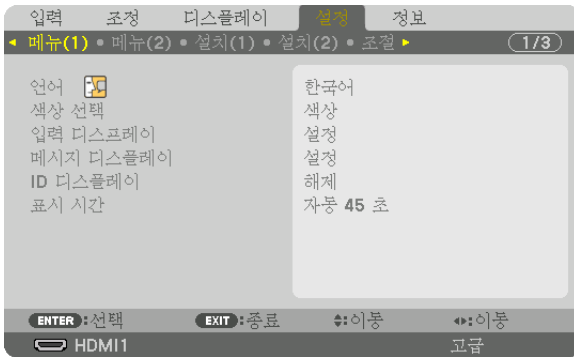 입력 조정 디스플레이 설정 정보
◄ 메뉴(1) • 메뉴(2) • 설치(1) • 설치(2) • 조절 ► 1/3
언어 한국어
색상 선택 색상
입력 디스프레이 설정
메시지 디스플레이 설정
ID 디스플레이 해제
표시 시간 자동 45 초
ENTER :선택 EXIT :종료 :이동 :이동
HDMI1 고급